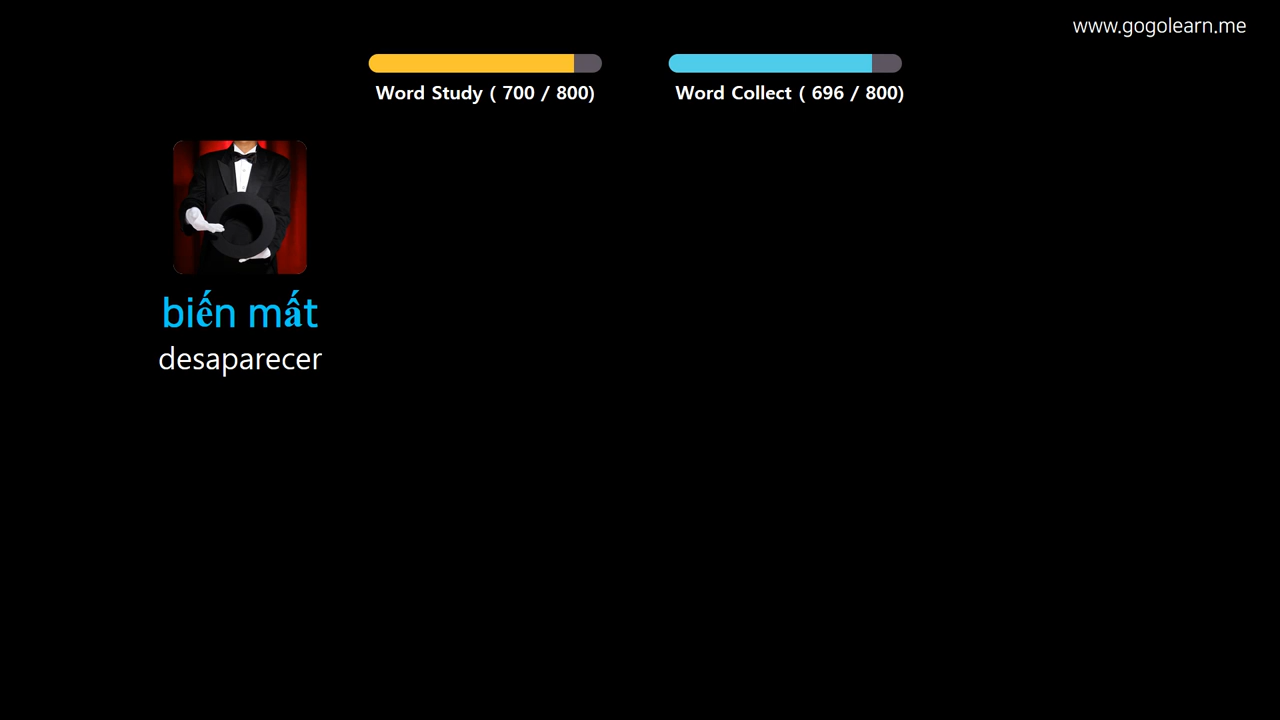 www.gogolearn.me
Word Study ( 700 / 800)
Word Collect ( 696 / 800)
biến mất
desaparecer